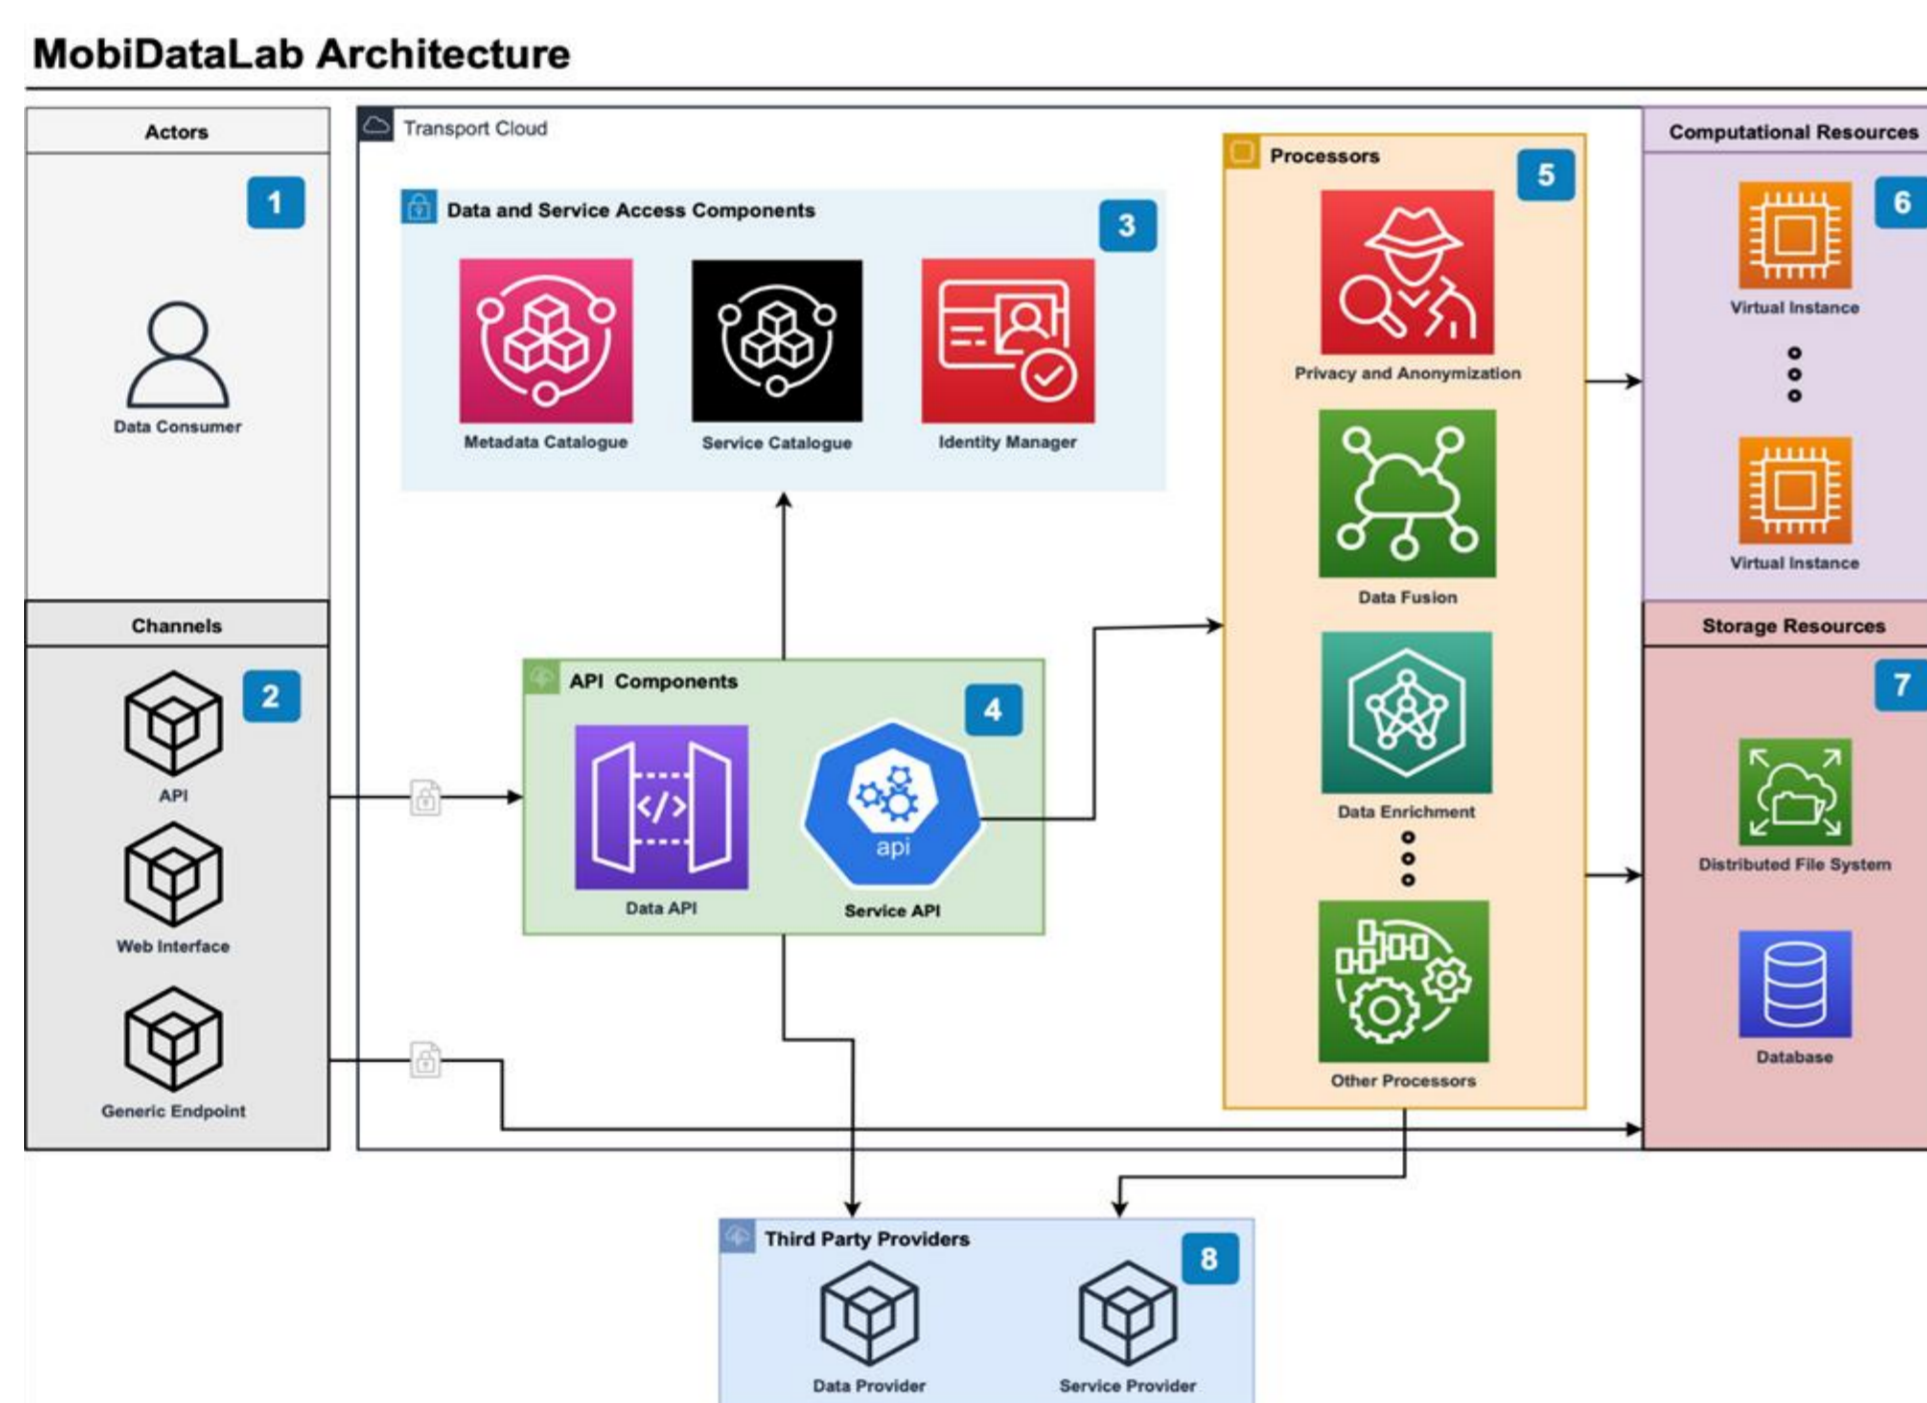 MobiDataLab Architecture
Actors
1
Data Consumer
Channels
2
API
Web Interface
Generic Endpoint
Transport Cloud
Data and Service Access Components
3
Metadata Catalogue
Service Catalogue
Identity Manager
API Components
4
</>
Data API
api
Service API
Processors
5
Privacy and Anonymization
Data Fusion
Data Enrichment
Other Processors
Computational Resources
6
Virtual Instance
Virtual Instance
Storage Resources
7
Distributed File System
Database
Third Party Providers
8
Data Provider
Service Provider